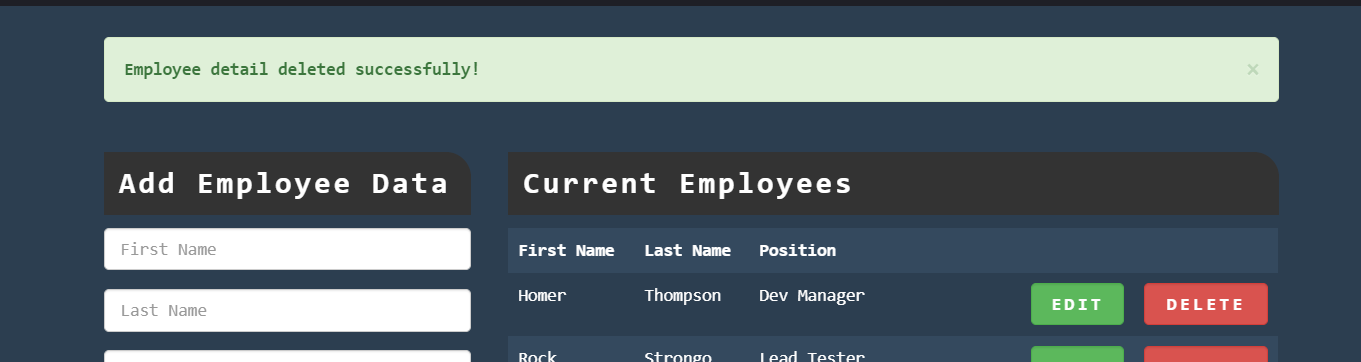 Employee detail deleted successfully!
×
Add Employee Data
First Name
Last Name
Current Employees
First Name Last Name Position
Homer Thompson Dev Manager EDIT DELETE
Rock Strongo Lead Tester